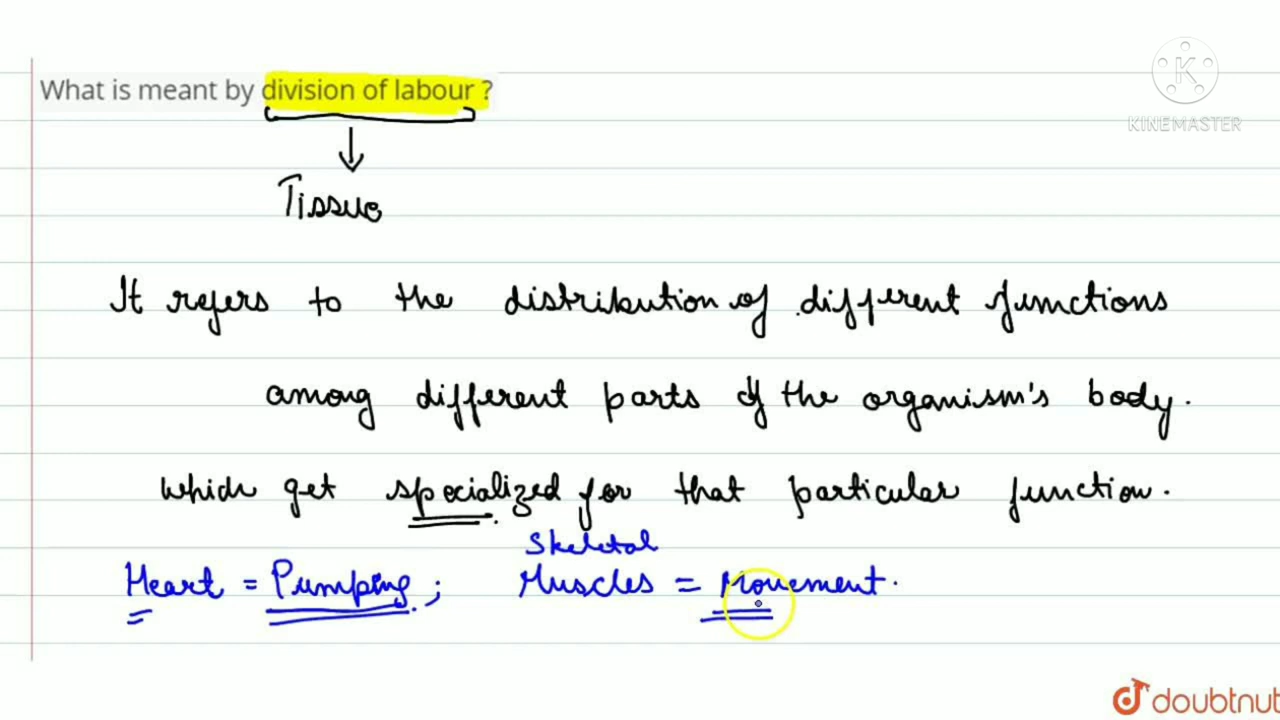 What is meant by division of labour ?
K
KINEMASTER
Tissue
It refers to the distribution of different functions
among different parts of the organism's body.
which get specialized for that particular function.
Skeletal
Heart = Pumping ; Muscles = Movement.
doubtnut